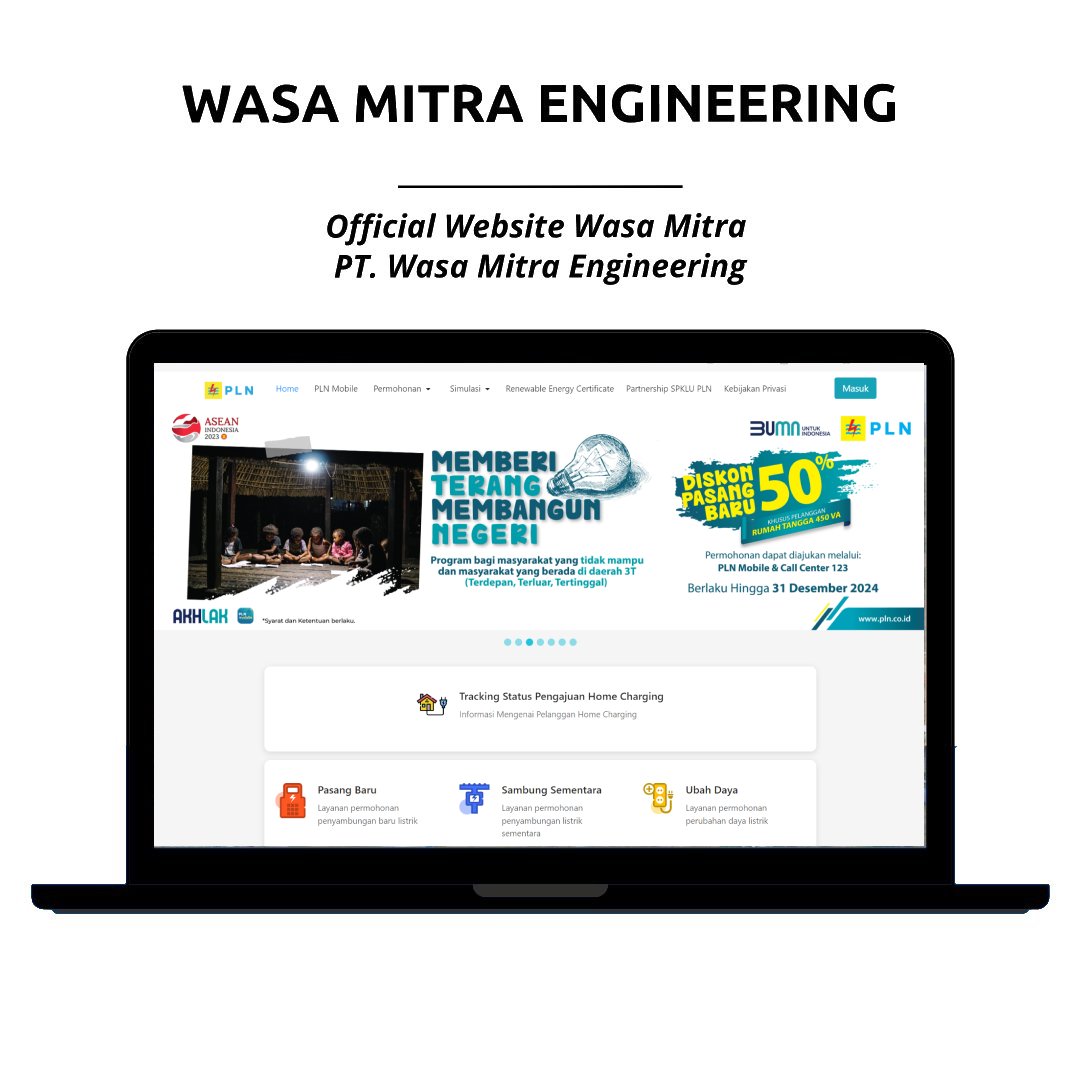 WASA MITRA ENGINEERING
Official Website Wasa Mitra
PT. Wasa Mitra Engineering
PLN
Home
PLN Mobile
Permohonan
Simulasi
Renewable Energy Certificate
Partnership SPKLU PLN
Kebijakan Privasi
Masuk
ASEAN
INDONESIA
2023
BUMN UNTUK
INDONESIA
PLN
MEMBERI
TERANG
MEMBANGUN
NEGERI
Program bagi masyarakat yang tidak mampu
dan masyarakat yang berada di daerah 3T
(Terdepan, Terluar, Tertinggal)
DISKON
PASANG
BARU
50%
KHUSUS PELANGGAN
RUMAH TANGGA 450 VA
Permohonan dapat diajukan melalui:
PLN Mobile & Call Center 123
Berlaku Hingga 31 Desember 2024
AKHLAK
*Syarat dan Ketentuan berlaku.
www.pln.co.id
Tracking Status Pengajuan Home Charging
Informasi Mengenai Pelanggan Home Charging
Pasang Baru
Layanan permohonan
penyambungan baru listrik
Sambung Sementara
Layanan permohonan
penyambungan listrik
sementara
Ubah Daya
Layanan permohonan
perubahan daya listrik